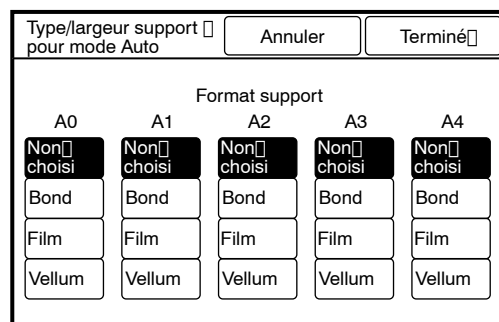 Type/largeur support
pour mode Auto
Annuler
Terminé
Format support
A0 A1 A2 A3 A4
Non Non Non Non Non
choisi choisi choisi choisi choisi
Bond Bond Bond Bond Bond
Film Film Film Film Film
Vellum Vellum Vellum Vellum Vellum